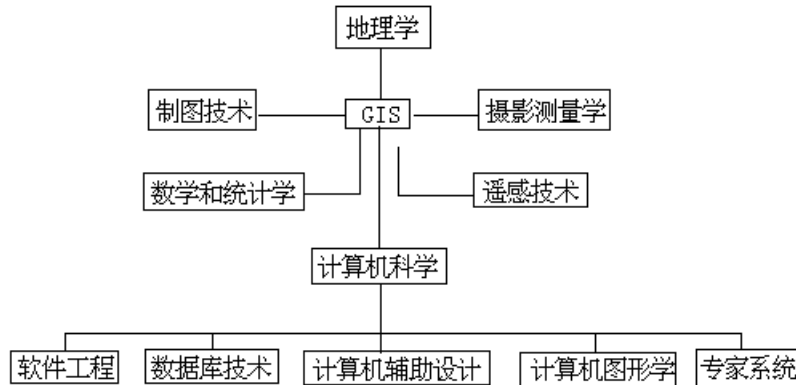 地理学
制图技术
GIS
摄影测量学
数学和统计学
遥感技术
计算机科学
软件工程
数据库技术
计算机辅助设计
计算机图形学
专家系统